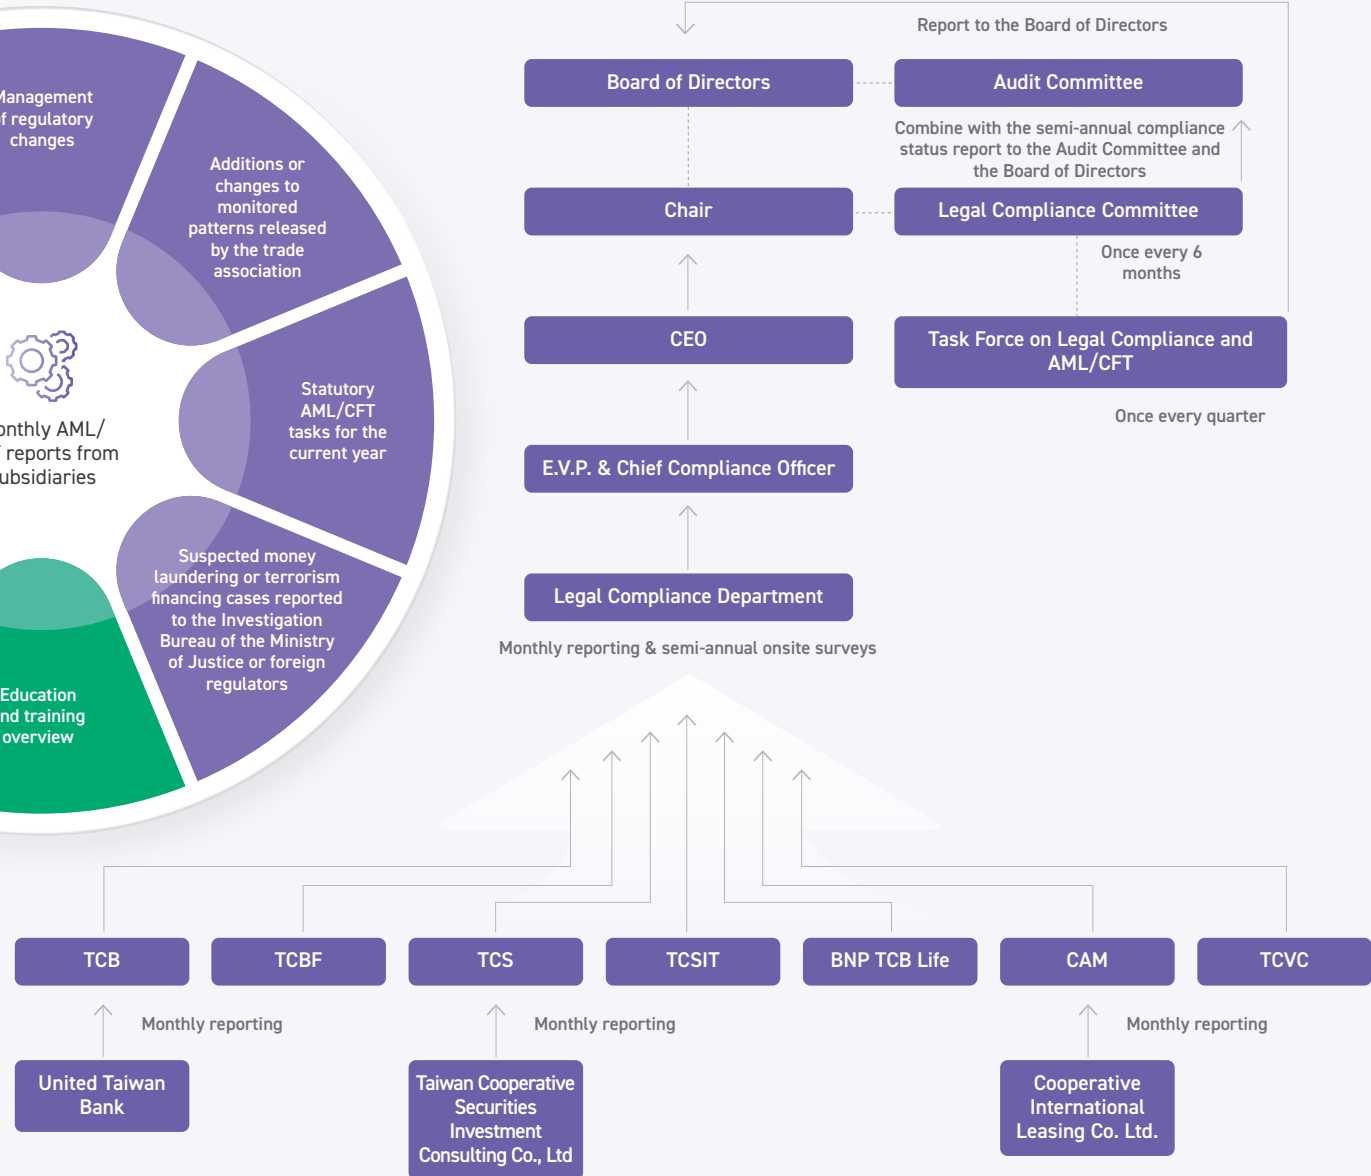 changes
Additions or
changes to
monitored
patterns released
by the trade
association
Statutory
AML/CFT
tasks for the
current year
Suspected money
laundering or terrorism
financing cases reported
to the Investigation
Bureau of the Ministry
of Justice or foreign
regulators
Education
overview
of regulatory
AML/
reports from
training
Report to the Board of Directors
Board of Directors
Audit Committee
Combine with the semi-annual compliance
status report to the Audit Committee and
the Board of Directors
Chair
Legal Compliance Committee
Once every 6
months
CEO
Task Force on Legal Compliance and
AML/CFT
Once every quarter
E.V.P. & Chief Compliance Officer
Legal Compliance Department
Monthly reporting & semi-annual onsite surveys
TCB
TCBF
TCS
TCSIT
BNP TCB Life
CAM
TCVC
Monthly reporting
Monthly reporting
Monthly reporting
United Taiwan
Bank
Taiwan Cooperative
Securities
Investment
Consulting Co., Ltd
Cooperative
International
Leasing Co. Ltd.